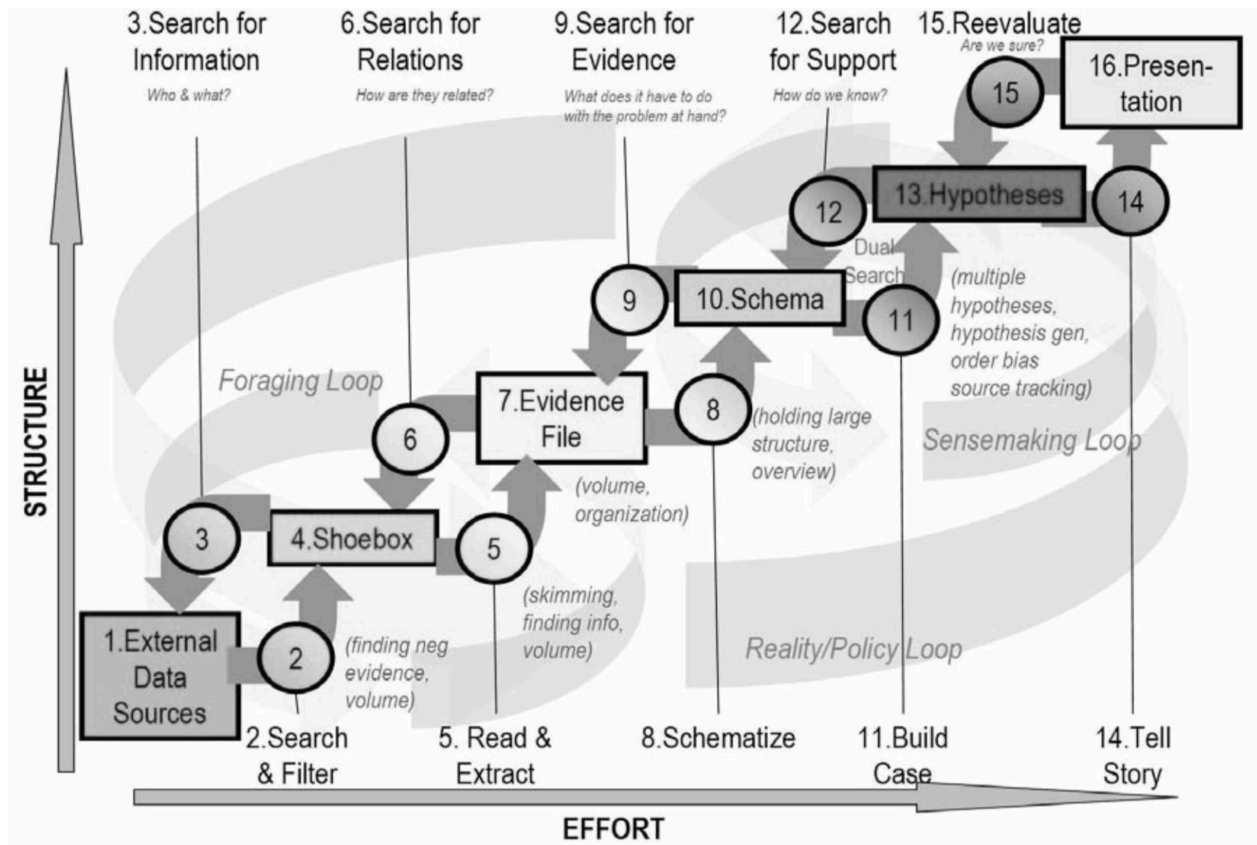 3.Search for
Information
Who & what?
6.Search for
Relations
How are they related?
9.Search for
Evidence
What does it have to do
with the problem at hand?
12.Search
for Support
How do we know?
15.Reevaluate
Are we sure?
15
16.Presen-
tation
12
13.Hypotheses
14
Dual
Search
9
10.Schema
11
(multiple
hypotheses,
hypothesis gen,
order bias
source tracking)
Foraging Loop
6
7.Evidence
File
8
(holding large
structure,
overview)
Sensemaking Loop
STRUCTURE
3
4.Shoebox
5
(volume,
organization)
(skimming,
finding info,
volume)
1.External
Data
Sources
2
(finding neg
evidence,
volume)
Reality/Policy Loop
2.Search
& Filter
5. Read &
Extract
8.Schematize
11.Build
Case
14.Tell
Story
EFFORT